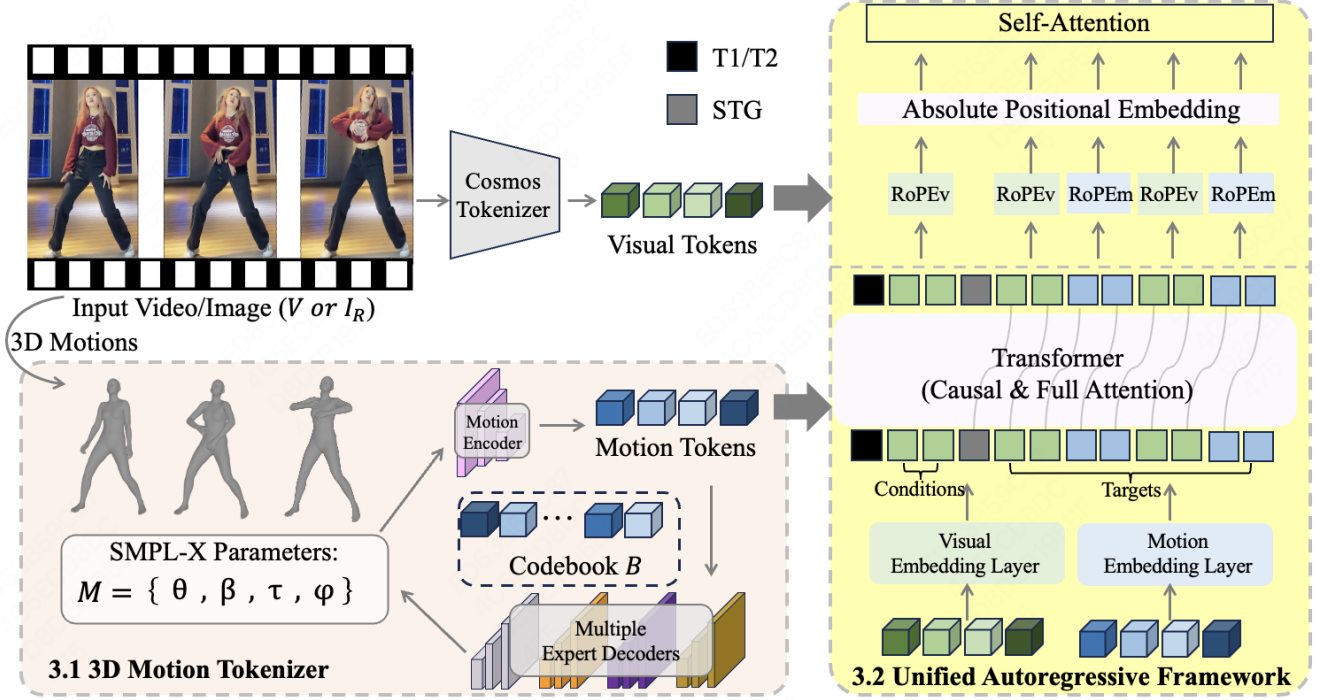 Self-Attention
Absolute Positional Embedding
RoPEv RoPEv RoPEm RoPEv RoPEm
T1/T2
STG
Cosmos
Tokenizer
Visual Tokens
Input Video/Image (V or I_R)
3D Motions
Transformer
(Causal & Full Attention)
Conditions
Targets
Visual
Embedding Layer
Motion
Embedding Layer
3.2 Unified Autoregressive Framework
Motion
Encoder
Motion Tokens
Codebook B
SMPL-X Parameters:
M = { θ , β , τ , φ }
Multiple
Expert Decoders
3.1 3D Motion Tokenizer